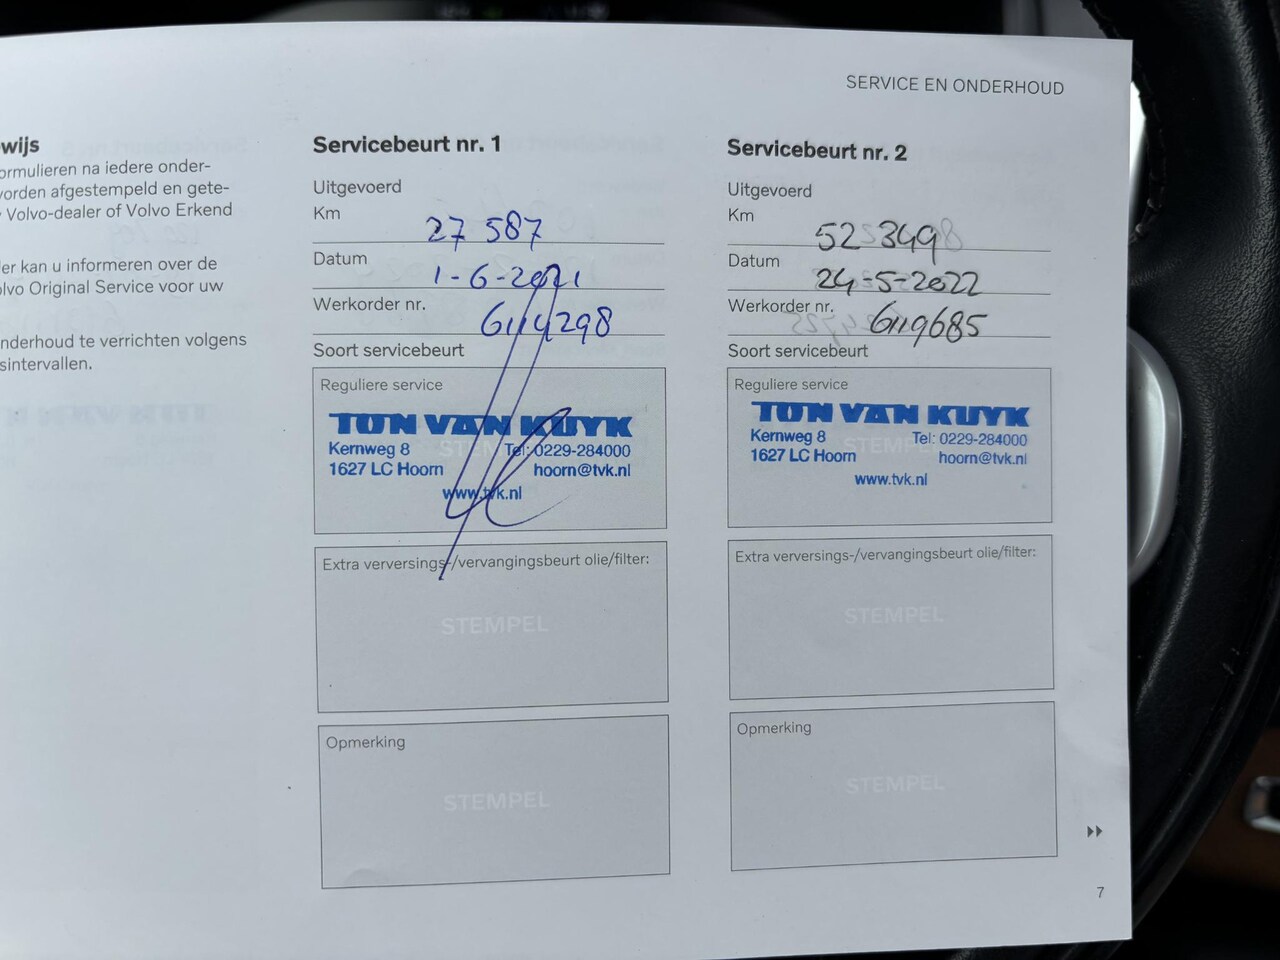 SERVICE EN ONDERHOUD
wijs
ormulieren na iedere onder-
vorden afgestempeld en gete-
Volvo-dealer of Volvo Erkend
ler kan u informeren over de
lvo Original Service voor uw
nderhoud te verrichten volgens
sintervallen.
Servicebeurt nr. 1
Uitgevoerd
Km
27 587
Datum
1-6-2021
Werkorder nr.
6114298
Soort servicebeurt
Reguliere service
TON VAN KUYK
Kernweg 8 Tel: 0229-284000
1627 LC Hoorn hoorn@tvk.nl
www.tvk.nl
Extra verversings-/vervangingsbeurt olie/filter:
STEMPEL
Opmerking
STEMPEL
Servicebeurt nr. 2
Uitgevoerd
Km
52 349
Datum
24-5-2022
Werkorder nr.
6119685
Soort servicebeurt
Reguliere service
STEMPEL
TON VAN KUYK
Kernweg 8 Tel: 0229-284000
1627 LC Hoorn hoorn@tvk.nl
www.tvk.nl
Extra verversings-/vervangingsbeurt olie/filter:
STEMPEL
Opmerking
STEMPEL
7